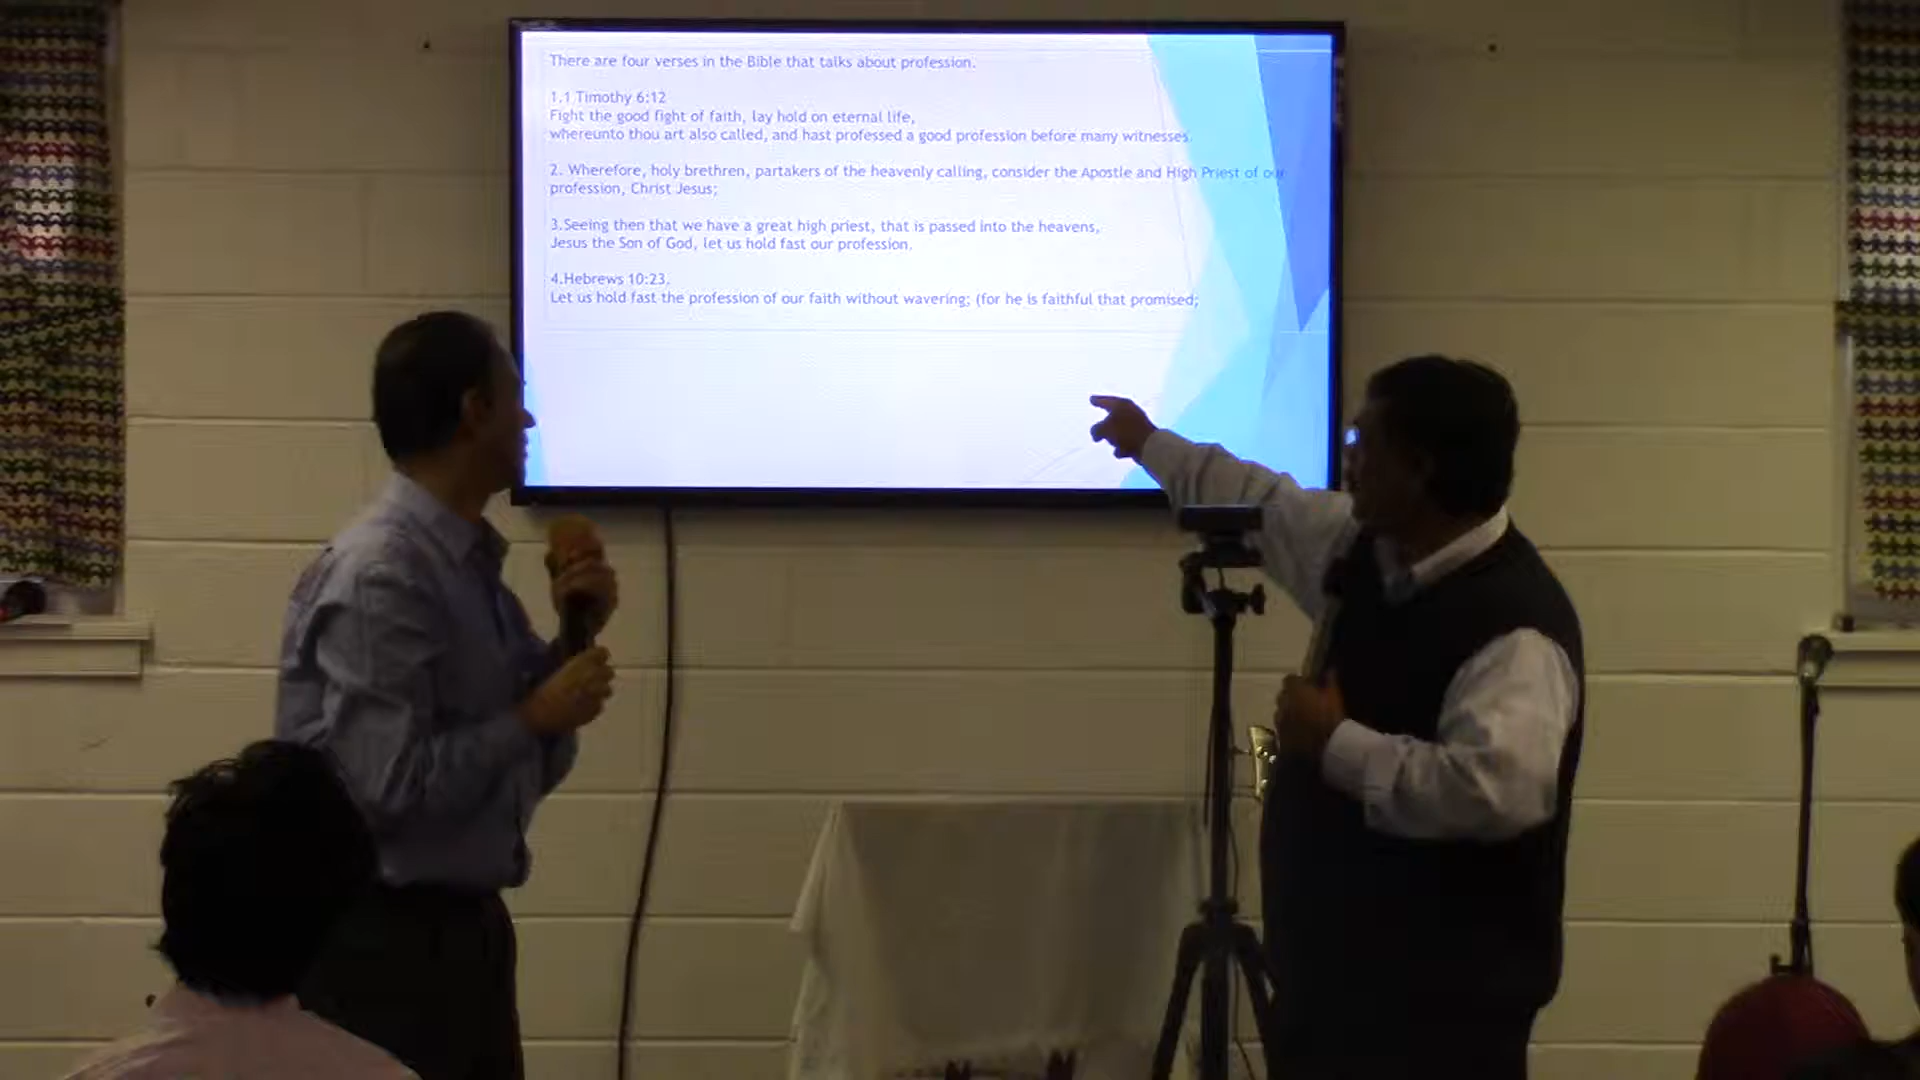 There are four verses in the Bible that talks about profession.
1.1 Timothy 6:12
Fight the good fight of faith, lay hold on eternal life,
whereunto thou art also called, and hast professed a good profession before many witnesses.
2. Wherefore, holy brethren, partakers of the heavenly calling, consider the Apostle and High Priest of our
profession, Christ Jesus;
3.Seeing then that we have a great high priest, that is passed into the heavens,
Jesus the Son of God, let us hold fast our profession.
4.Hebrews 10:23.
Let us hold fast the profession of our faith without wavering; (for he is faithful that promised;